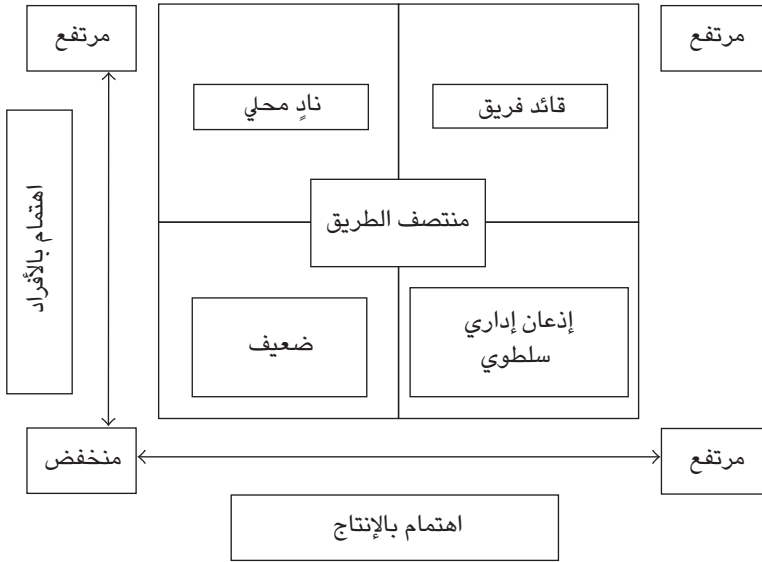 مرتفع
مرتفع
قائد فريق
نادٍ محلي
منتصف الطريق
اهتمام بالأفراد
إذعان إداري
سلطوي
ضعيف
مرتفع
منخفض
اهتمام بالإنتاج